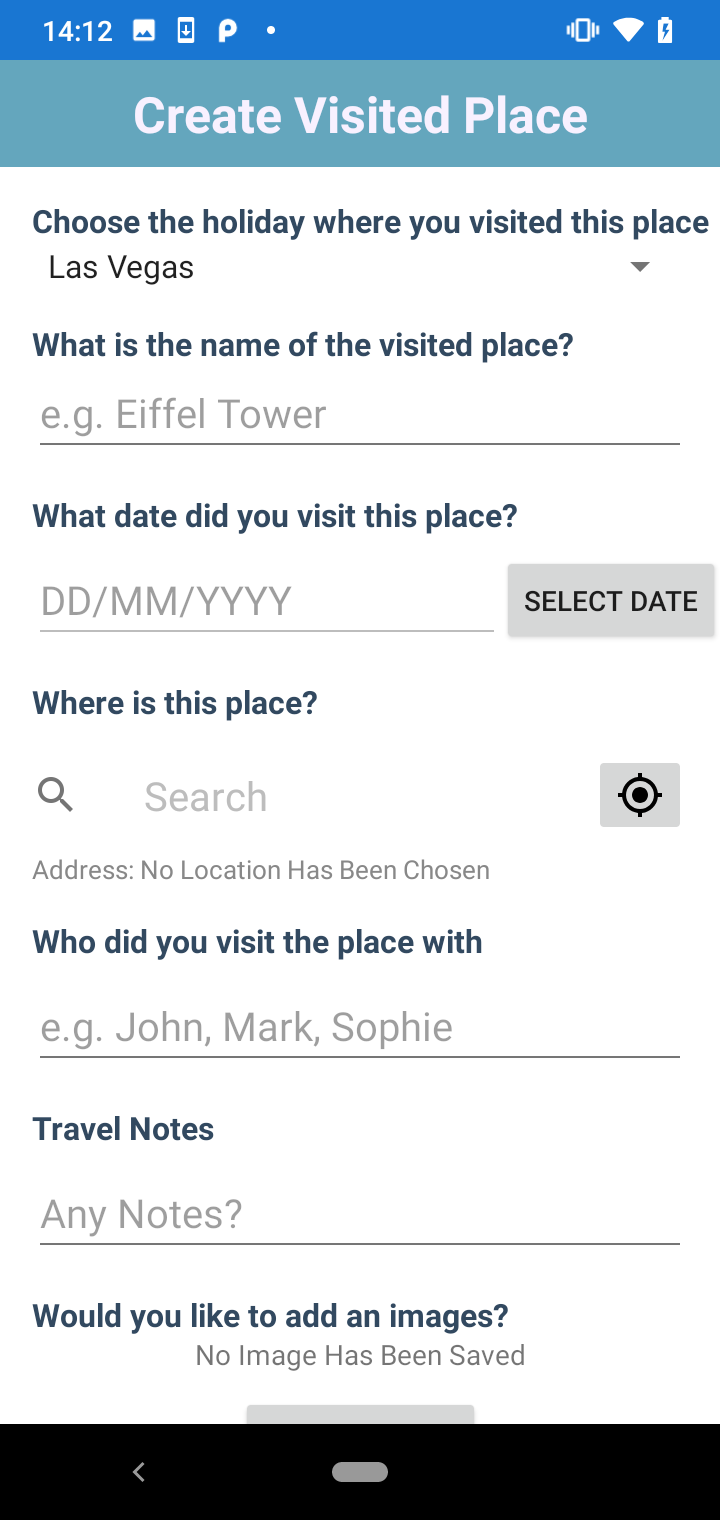 14:12
Create Visited Place
Choose the holiday where you visited this place
Las Vegas
What is the name of the visited place?
e.g. Eiffel Tower
What date did you visit this place?
DD/MM/YYYY
SELECT DATE
Where is this place?
Search
Address: No Location Has Been Chosen
Who did you visit the place with
e.g. John, Mark, Sophie
Travel Notes
Any Notes?
Would you like to add an images?
No Image Has Been Saved